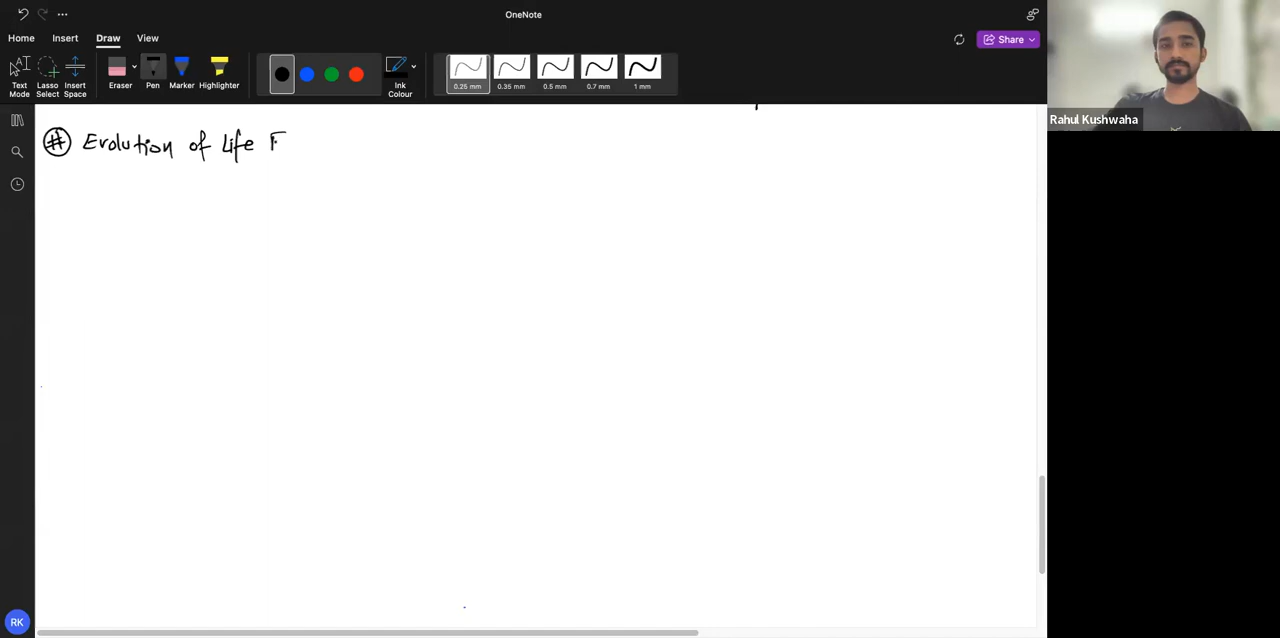 OneNote
Home Insert Draw View
Share
Text Mode
Lasso Select
Insert Space
Eraser
Pen
Marker
Highlighter
Ink Colour
0.25 mm
0.35 mm
0.5 mm
0.7 mm
1 mm
Rahul Kushwaha
# Evolution of Life F
RK